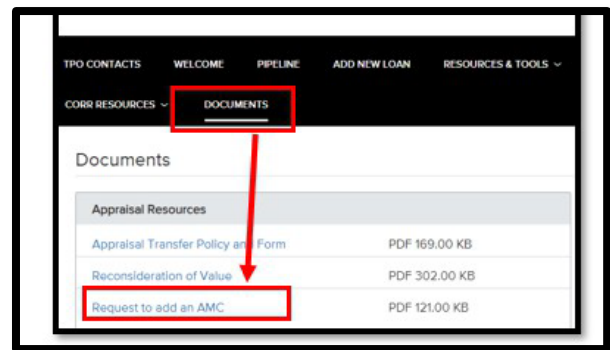 TPO CONTACTS WELCOME PIPELINE ADD NEW LOAN RESOURCES & TOOLS
CORR RESOURCES DOCUMENTS
Documents
Appraisal Resources
Appraisal Transfer Policy and Form PDF 169.00 KB
Reconsideration of Value PDF 302.00 KB
Request to add an AMC PDF 121.00 KB